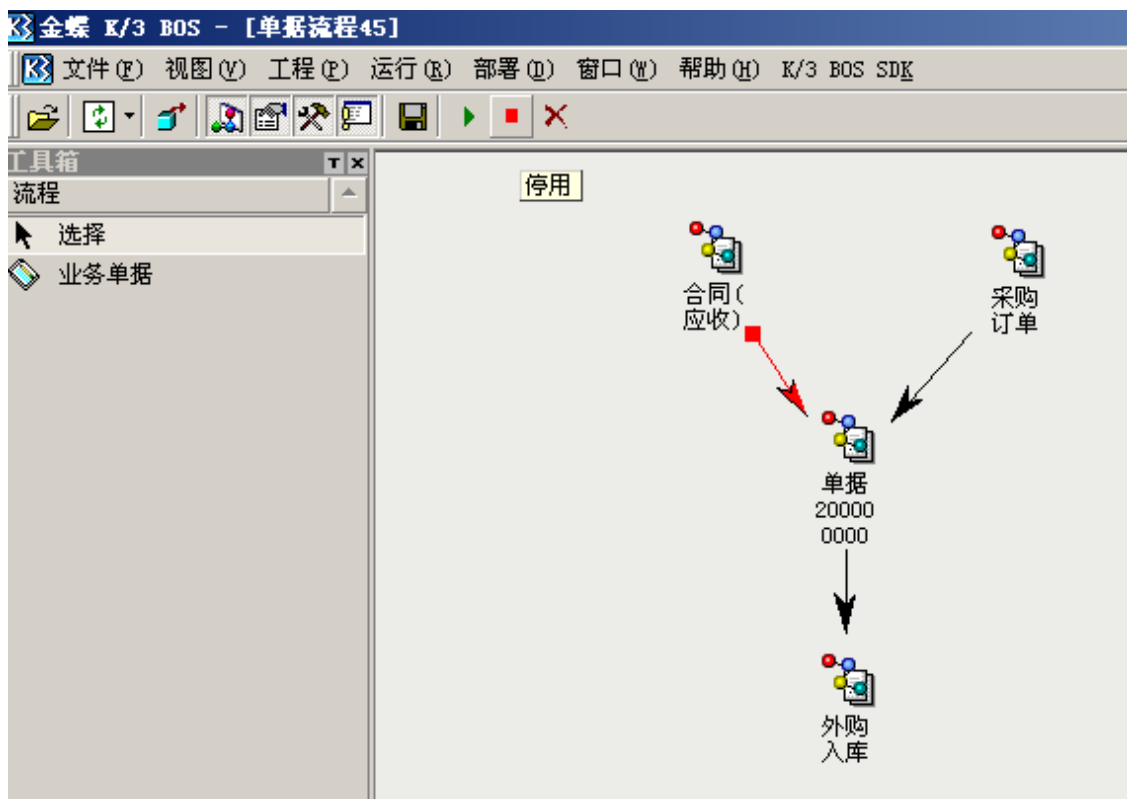 金蝶 K/3 BOS - [单据流程45]
文件(F) 视图(V) 工程(P) 运行(R) 部署(D) 窗口(W) 帮助(H) K/3 BOS SDK
工具箱
流程
停用
选择
业务单据
合同(
应收)
采购
订单
单据
20000
0000
外购
入库